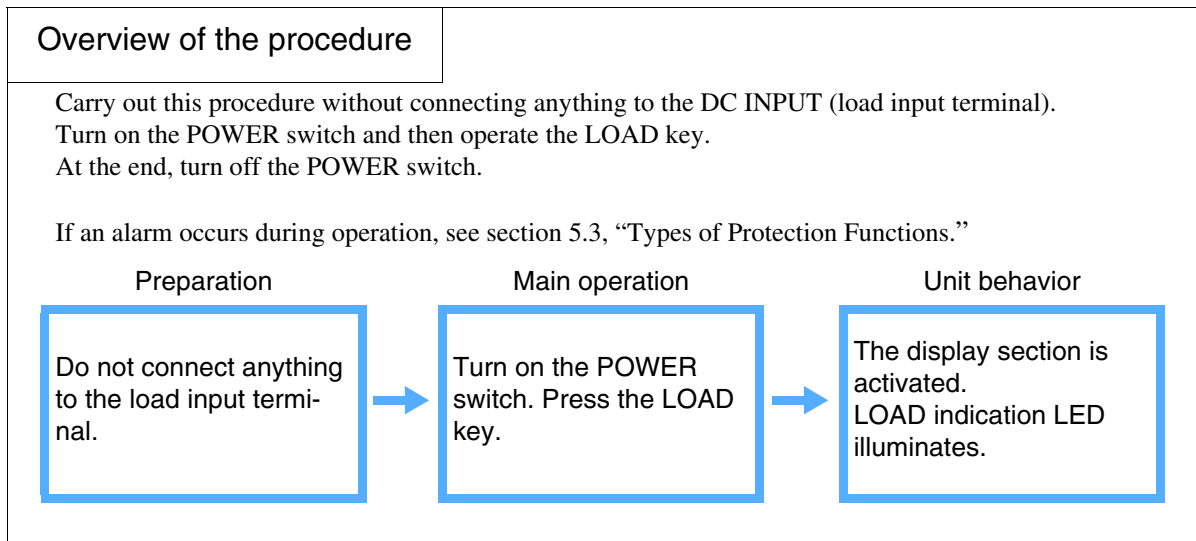 Overview of the procedure
Carry out this procedure without connecting anything to the DC INPUT (load input terminal).
Turn on the POWER switch and then operate the LOAD key.
At the end, turn off the POWER switch.
If an alarm occurs during operation, see section 5.3, “Types of Protection Functions.”
Preparation
Do not connect anything
to the load input termi-
nal.
Main operation
Turn on the POWER
switch. Press the LOAD
key.
Unit behavior
The display section is
activated.
LOAD indication LED
illuminates.